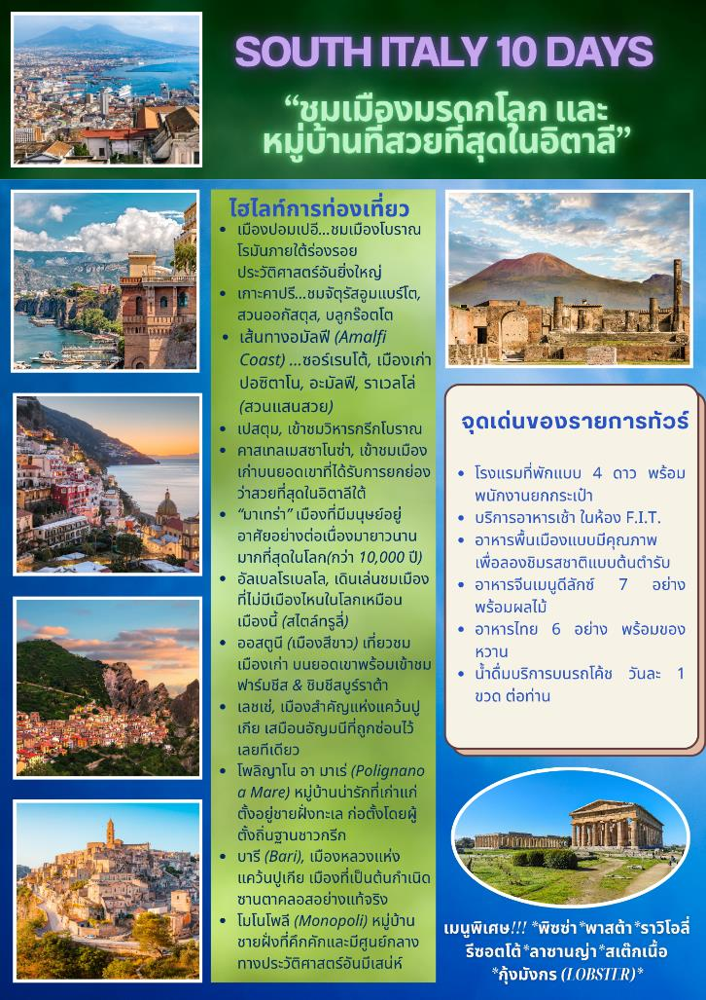 SOUTH ITALY 10 DAYS
“ชมเมืองมรดกโลก และ
หมู่บ้านที่สวยที่สุดในอิตาลี”
ไฮไลท์การท่องเที่ยว
• เมืองปอมเปอี...ชมเมืองโบราณ
โรมันภายใต้ร่องรอย
ประวัติศาสตร์อันยิ่งใหญ่
• เกาะคาปรี...ชมจัตุรัสอูมแบร์โต,
สวนออกัสตุส, บลูกร๊อตโต
• เส้นทางอมัลฟี (Amalfi
Coast) ...ซอร์เรนโต้, เมืองเก่า
ปอซิตาโน, อะมัลฟี, ราเวลโล่
(สวนแสนสวย)
• เปสตุม, เข้าชมวิหารกรีกโบราณ
• คาสเทลเมสซาโนซ่า, เข้าชมเมือง
เก่าบนยอดเขาที่ได้รับการยกย่อง
ว่าสวยที่สุดในอิตาลีใต้
• “มาเทร่า” เมืองที่มีมนุษย์อยู่
อาศัยอย่างต่อเนื่องมายาวนาน
มากที่สุดในโลก(กว่า 10,000 ปี)
• อัลเบลโรเบลโล, เดินเล่นชมเมือง
ที่ไม่มีเมืองไหนในโลกเหมือน
เมืองนี้ (สไตล์ทรูลี่)
• ออสตูนี (เมืองสีขาว) เที่ยวชม
เมืองเก่า บนยอดเขาพร้อมเข้าชม
ฟาร์มชีส & ชิมชีสบูร์ราต้า
• เลชเช่, เมืองสำคัญแห่งแคว้นปู
เกีย เสมือนอัญมนีที่ถูกซ่อนไว้
เลยทีเดียว
• โพลิญาโน อา มาเร่ (Polignano
a Mare) หมู่บ้านน่ารักที่เก่าแก่
ตั้งอยู่ชายฝั่งทะเล ก่อตั้งโดยผู้
ตั้งถิ่นฐานชาวกรีก
• บารี (Bari), เมืองหลวงแห่ง
แคว้นปูเกีย เมืองที่เป็นต้นกำเนิด
ซานตาคลอสอย่างแท้จริง
• โมโนโพลี (Monopoli) หมู่บ้าน
ชายฝั่งที่คึกคักและมีศูนย์กลาง
ทางประวัติศาสตร์อันมีเสน่ห์
จุดเด่นของรายการทัวร์
• โรงแรมที่พักแบบ 4 ดาว พร้อม
พนักงานยกกระเป๋า
• บริการอาหารเช้า ในห้อง F.I.T.
• อาหารพื้นเมืองแบบมีคุณภาพ
เพื่อลองชิมรสชาติแบบต้นตำรับ
• อาหารจีนเมนูดีลักซ์ 7 อย่าง
พร้อมผลไม้
• อาหารไทย 6 อย่าง พร้อมของ
หวาน
• น้ำดื่มบริการบนรถโค้ช วันละ 1
ขวด ต่อท่าน
เมนูพิเศษ!!! *พิซซ่า*พาสต้า*ราวิโอลี่
รีซอตโต้*ลาซานญ่า*สเต๊กเนื้อ
*กุ้งมังกร (LOBSTER)*